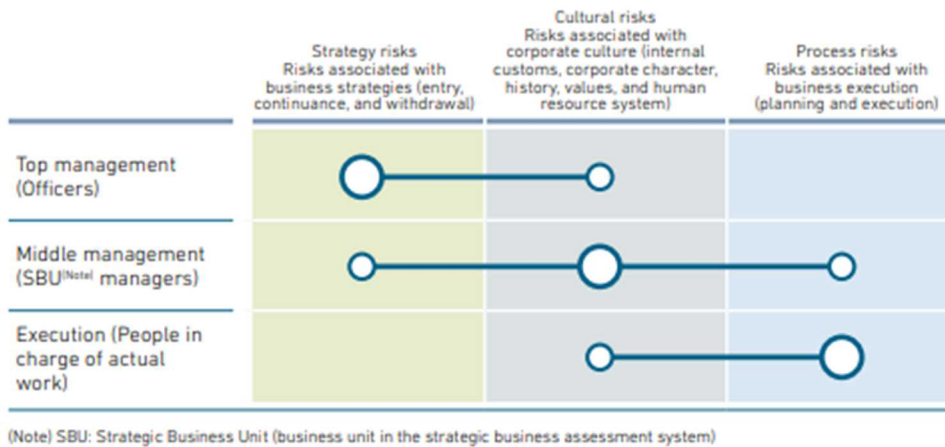 Strategy risks
Risks associated with
business strategies (entry,
continuance, and withdrawal)
Cultural risks
Risks associated with
corporate culture (internal
customs, corporate character,
history, values, and human
resource system)
Process risks
Risks associated with
business execution
(planning and execution)
Top management
(Officers)
Middle management
(SBU(Note) managers)
Execution (People in
charge of actual
work)
(Note) SBU: Strategic Business Unit (business unit in the strategic business assessment system)